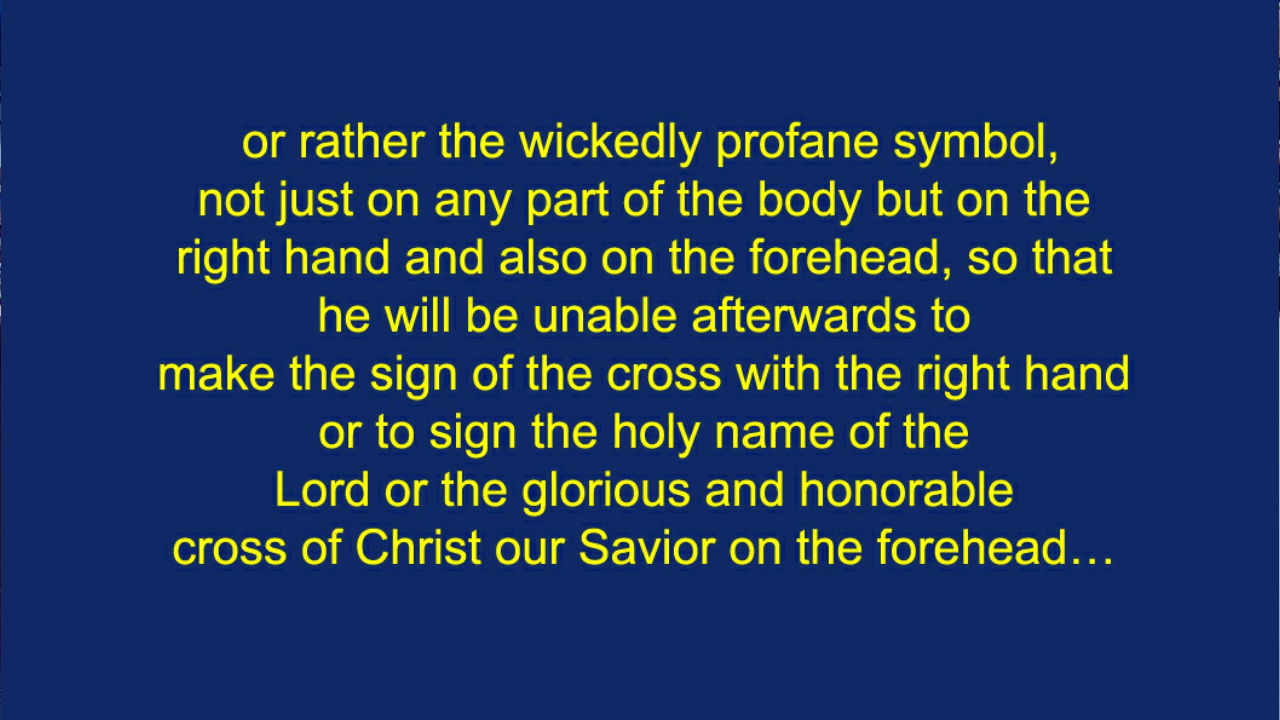 or rather the wickedly profane symbol,
not just on any part of the body but on the
right hand and also on the forehead, so that
he will be unable afterwards to
make the sign of the cross with the right hand
or to sign the holy name of the
Lord or the glorious and honorable
cross of Christ our Savior on the forehead…